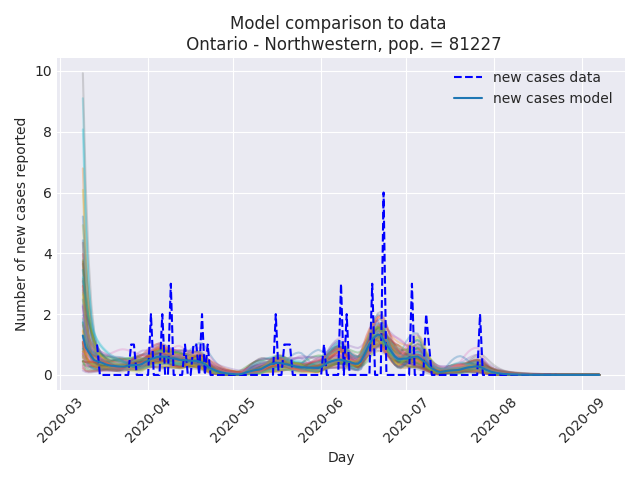 Model comparison to data
Ontario - Northwestern, pop. = 81227
new cases data
new cases model
Number of new cases reported
10
8
6
4
2
0
2020-03
2020-04
2020-05
2020-06
2020-07
2020-08
2020-09
Day